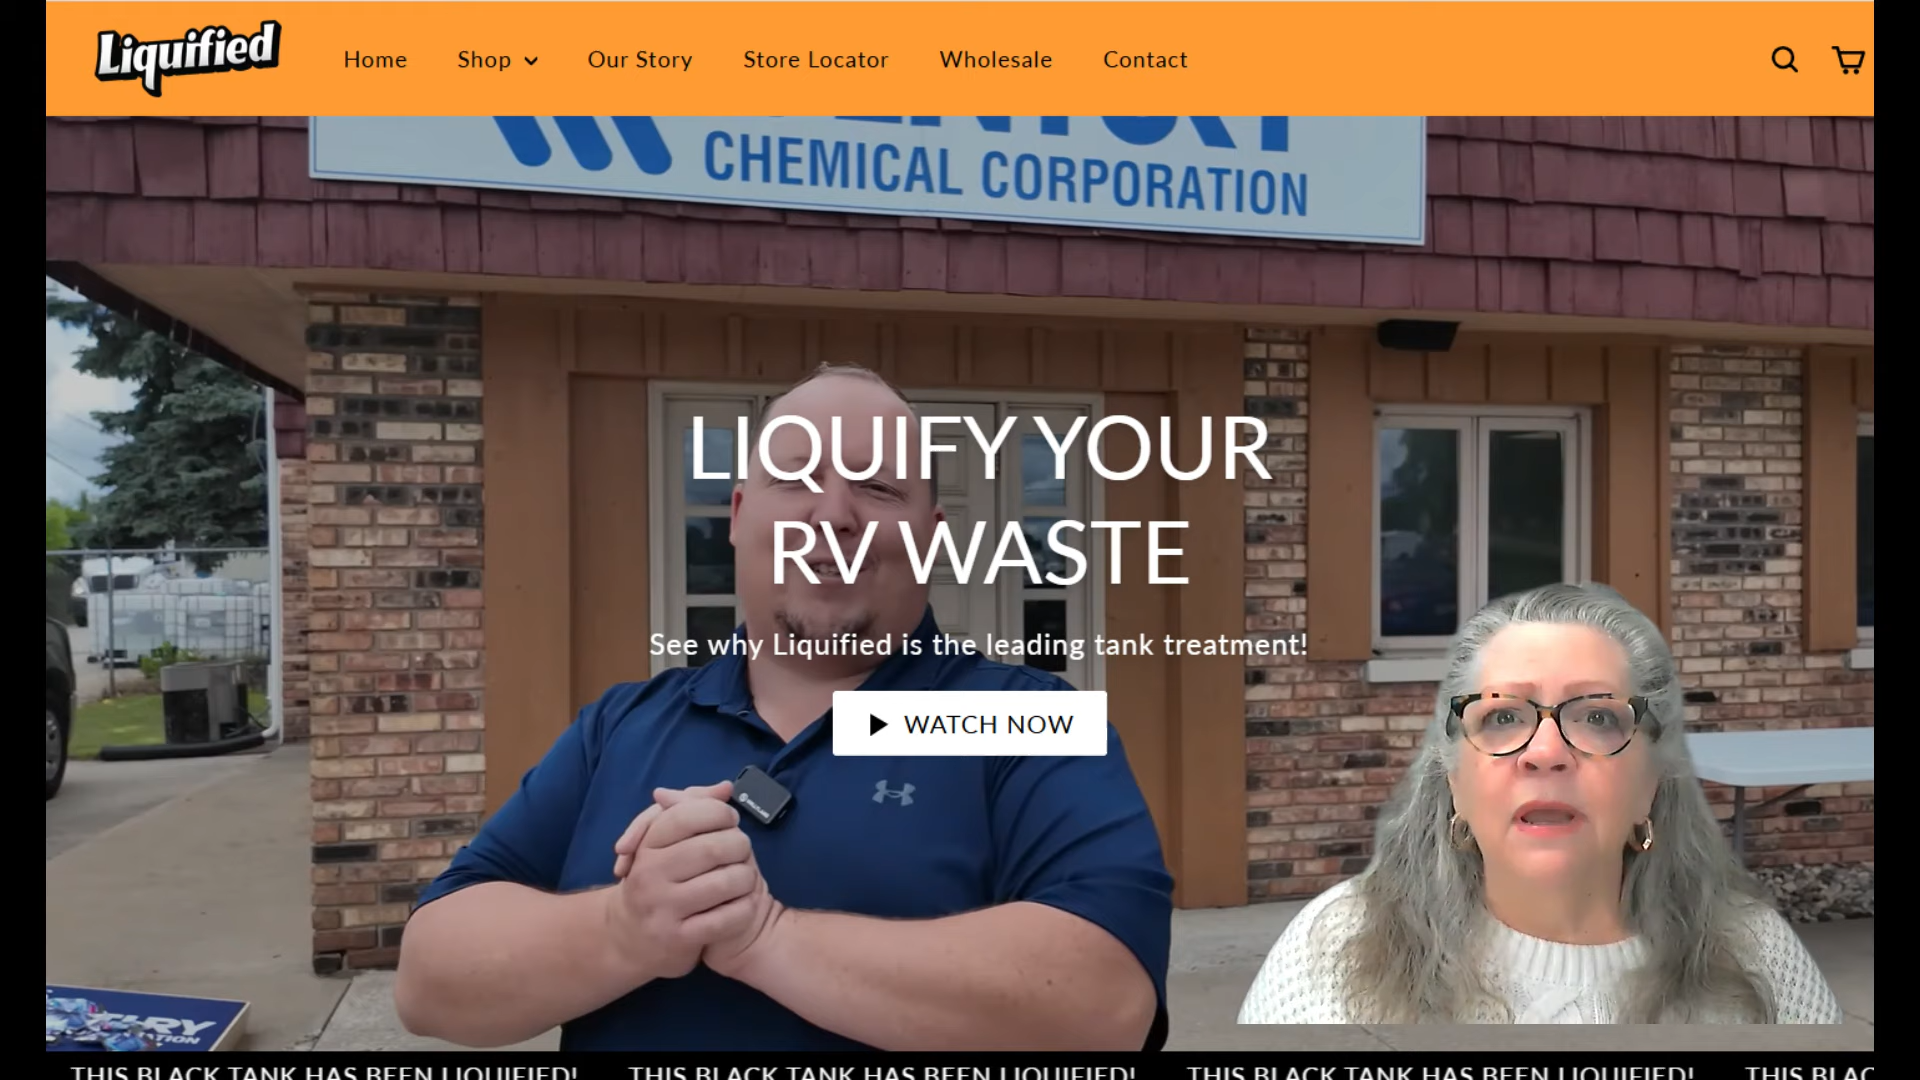 Liquified
Home
Shop
Our Story
Store Locator
Wholesale
Contact
CHEMICAL CORPORATION
LIQUIFY YOUR
RV WASTE
See why Liquified is the leading tank treatment!
WATCH NOW
THIS BLACK TANK HAS BEEN LIQUIFIED! THIS BLACK TANK HAS BEEN LIQUIFIED! THIS BLACK TANK HAS BEEN LIQUIFIED! THIS BLAC